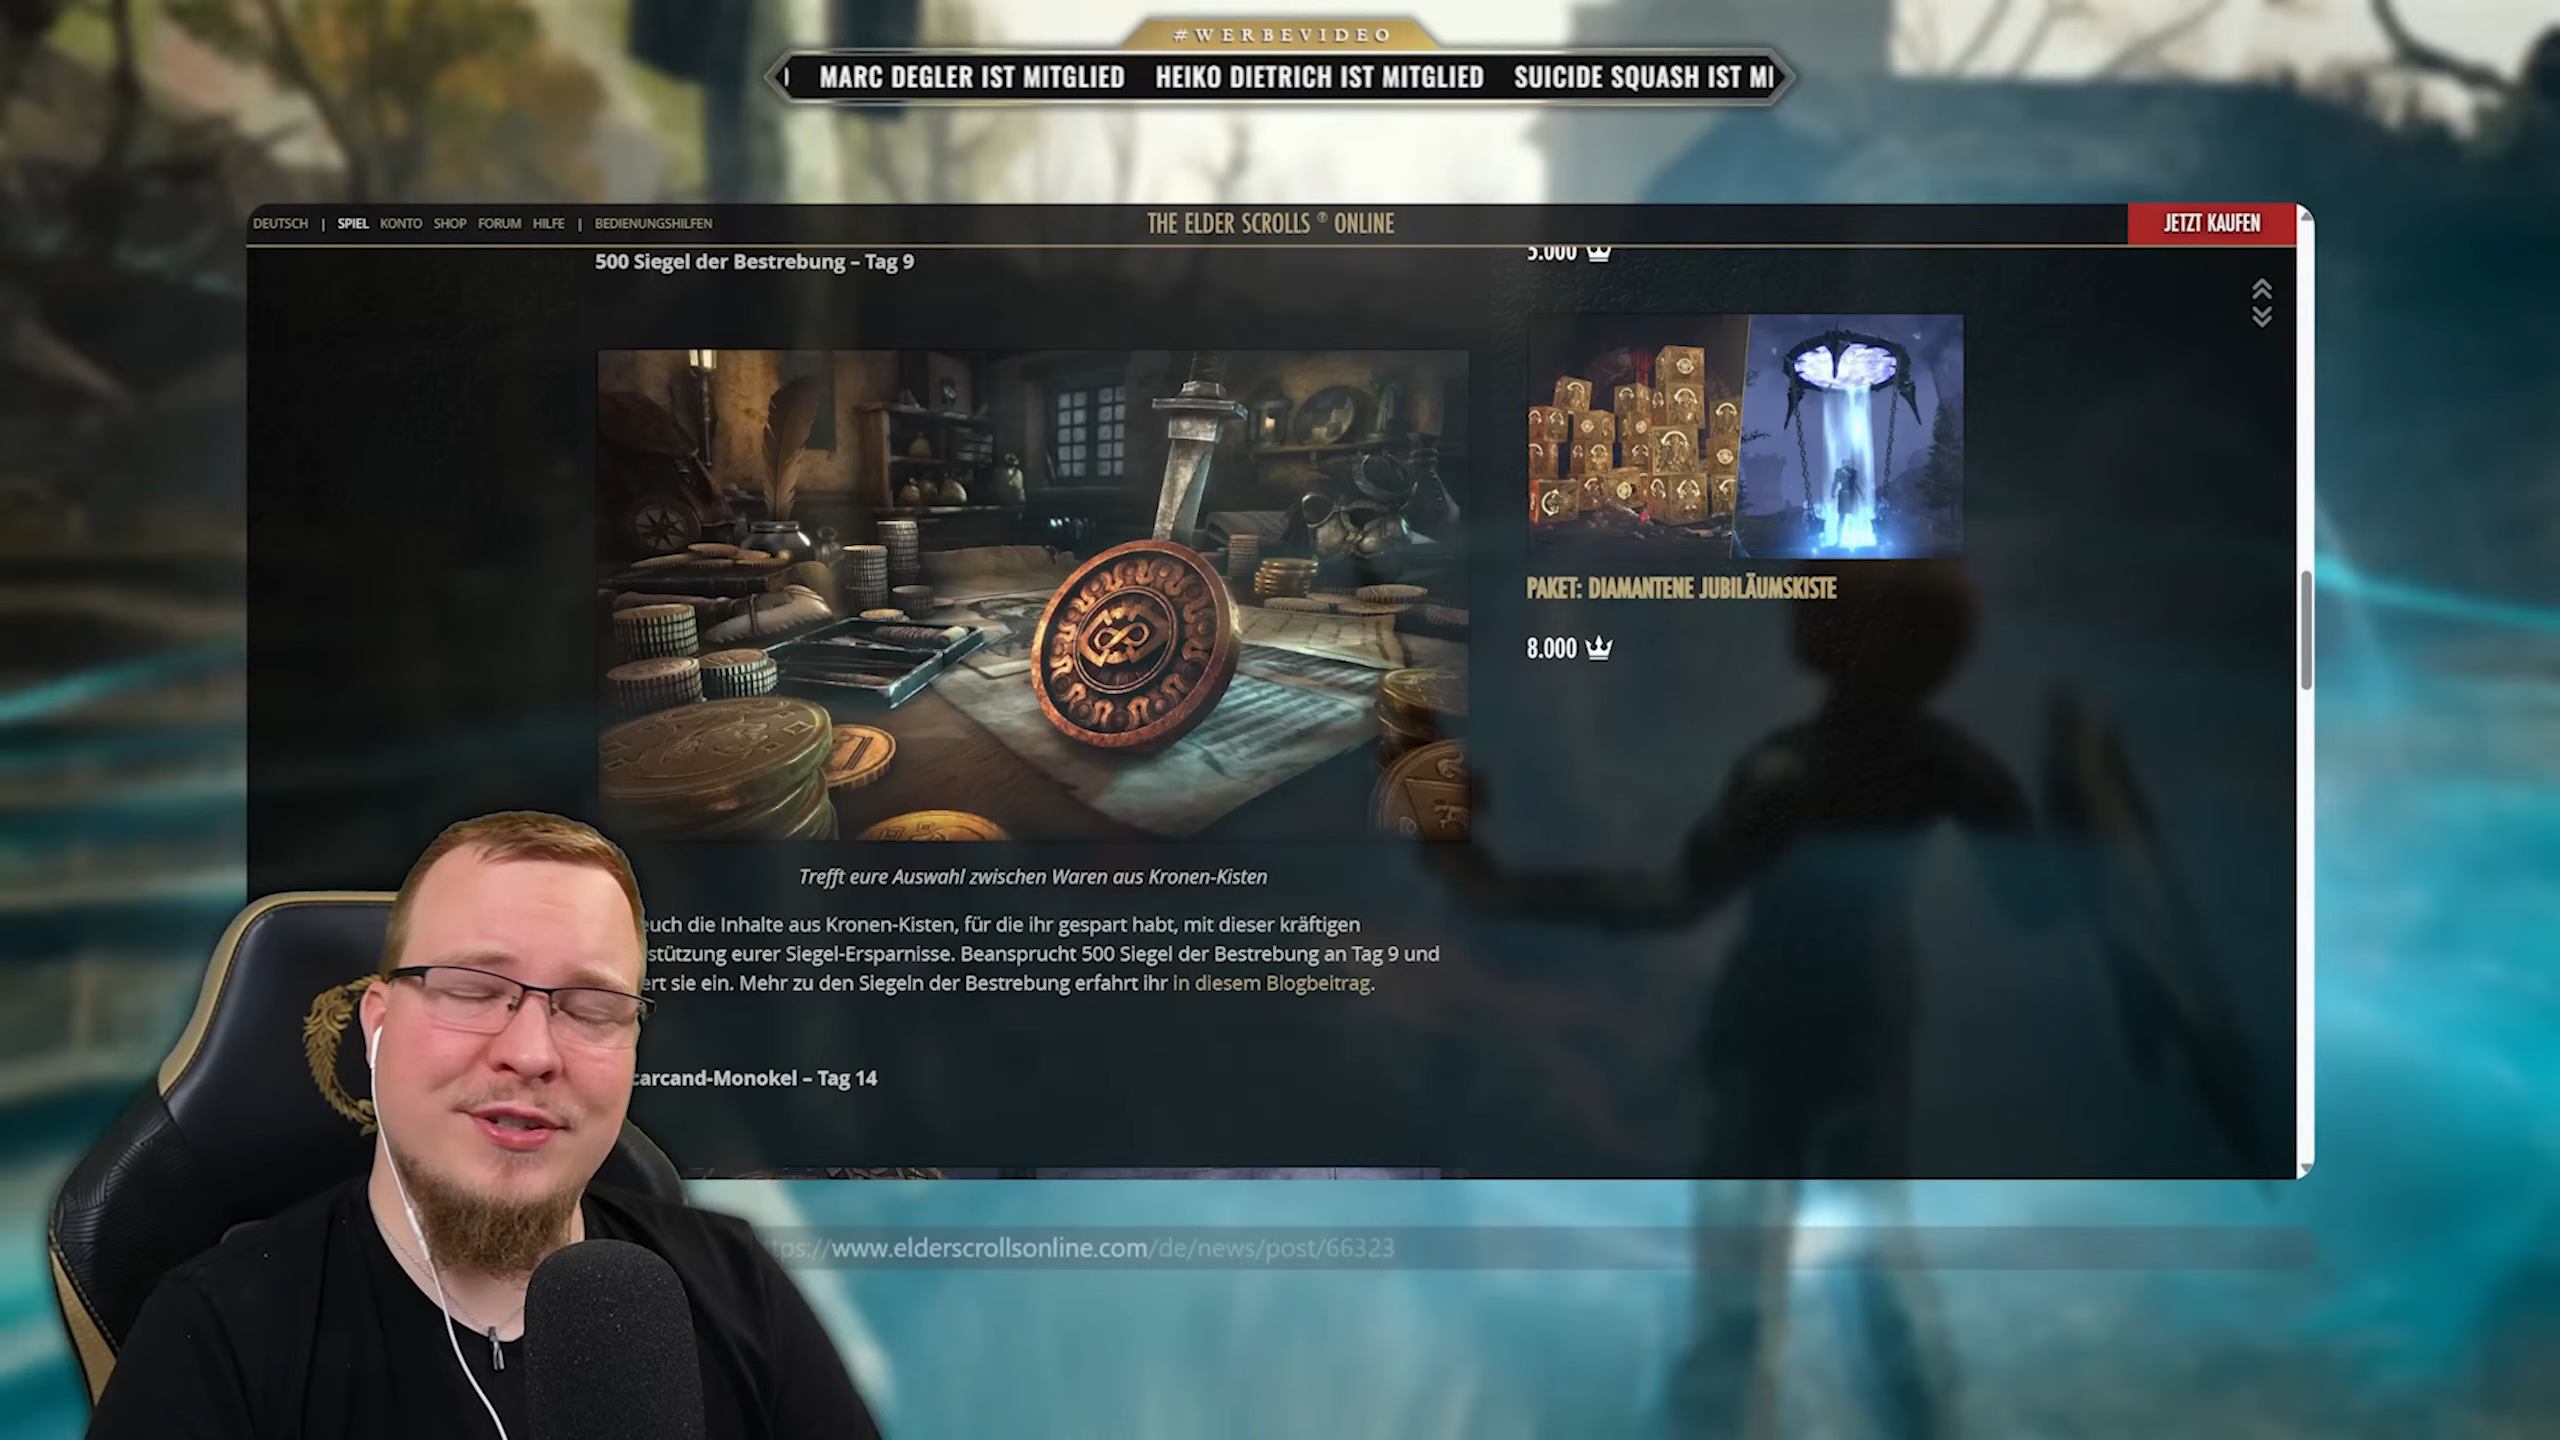 #WERBEVIDEO
MARC DEGLER IST MITGLIED HEIKO DIETRICH IST MITGLIED SUICIDE SQUASH IST
DEUTSCH | SPIEL KONTO SHOP FORUM HILFE | BEDIENUNGSHILFEN
THE ELDER SCROLLS ® ONLINE
JETZT KAUFEN
500 Siegel der Bestrebung – Tag 9
5.000
PAKET: DIAMANTENE JUBILÄUMSKISTE
8.000
Trefft eure Auswahl zwischen Waren aus Kronen-Kisten
euch die Inhalte aus Kronen-Kisten, für die ihr gespart habt, mit dieser kräftigen
stützung eurer Siegel-Ersparnisse. Beansprucht 500 Siegel der Bestrebung an Tag 9 und
ert sie ein. Mehr zu den Siegeln der Bestrebung erfahrt ihr in diesem Blogbeitrag.
carcand-Monokel – Tag 14
tps://www.elderscrollsonline.com/de/news/post/66323